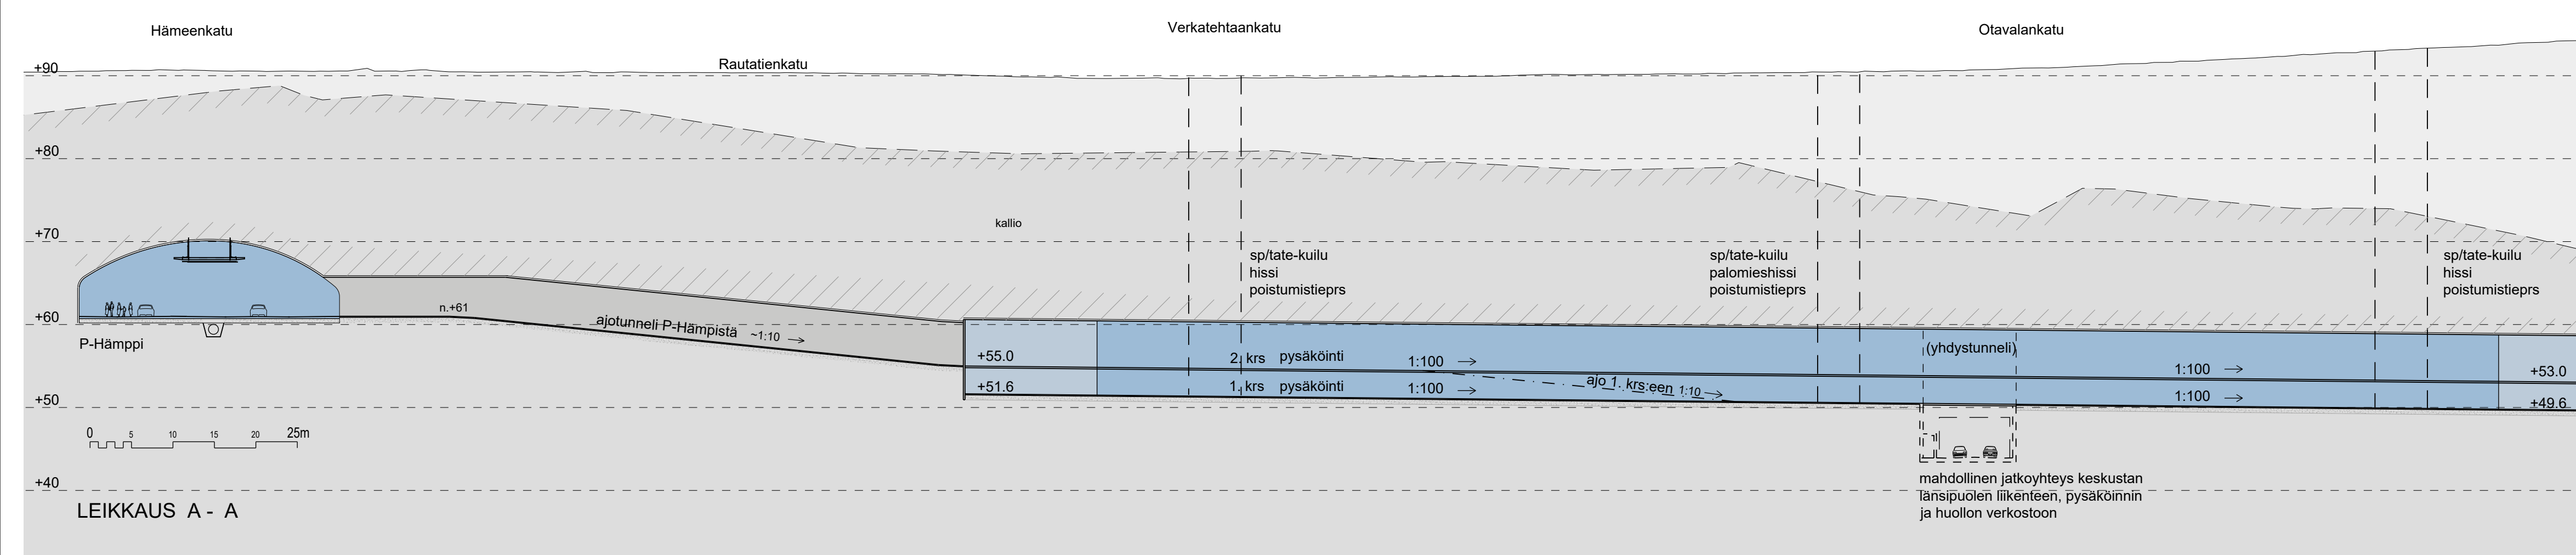 Hämeenkatu
Verkatehtaankatu
Otavalankatu
Rautatienkatu
+90
+80
+70
+60
+50
+40
kallio
sp/tate-kuilu
hissi
poistumistieprs
sp/tate-kuilu
palomieshissi
poistumistieprs
sp/tate-kuilu
hissi
poistumistieprs
n.+61
ajotunneli P-Hämpistä ~1:10
P-Hämppi
+55.0
2. krs pysäköinti
1:100
(yhdystunneli)
1:100
+53.0
+51.6
1. krs pysäköinti
1:100
ajo 1. krs:een 1:10
1:100
+49.6
0 5 10 15 20 25m
mahdollinen jatkoyhteys keskustan
länsipuolen liikenteen, pysäköinnin
ja huollon verkostoon
LEIKKAUS A - A